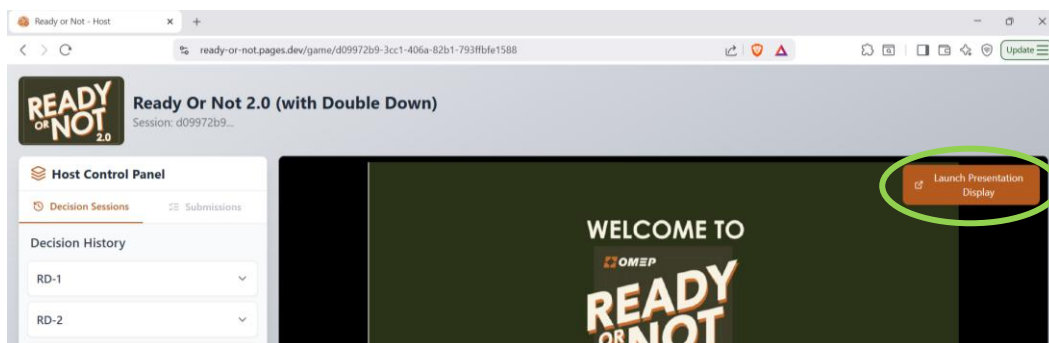 Ready or Not - Host
ready-or-not.pages.dev/game/d09972b9-3cc1-406a-82b1-793ffbfe1588
Update
READY
OR NOT
2.0
Ready Or Not 2.0 (with Double Down)
Session: d09972b9...
Host Control Panel
Decision Sessions
Submissions
Decision History
RD-1
RD-2
Launch Presentation
Display
WELCOME TO
OMEP
READY
OR NOT